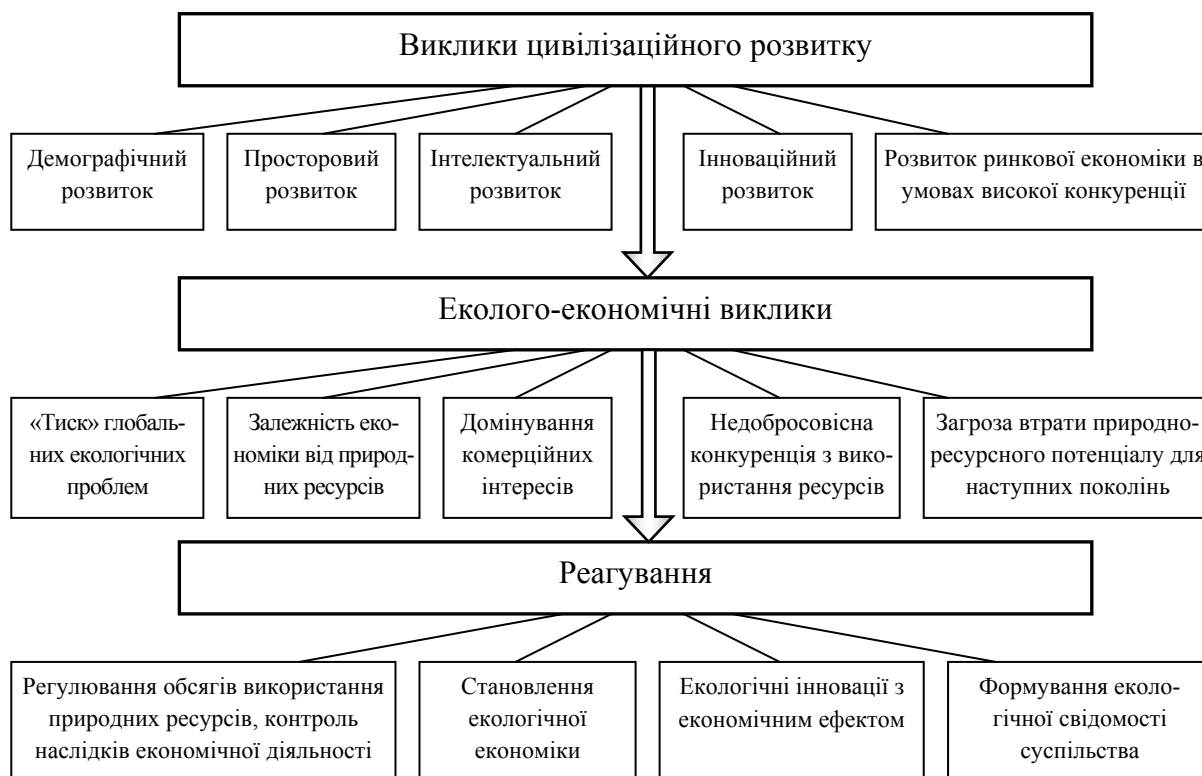 Виклики цивілізаційного розвитку
Демографічний
розвиток
Просторовий
розвиток
Інтелектуальний
розвиток
Інноваційний
розвиток
Розвиток ринкової економіки в
умовах високої конкуренції
Еколого-економічні виклики
«Тиск» глобаль-
них екологічних
проблем
Залежність еко-
номіки від природ-
них ресурсів
Домінування
комерційних
інтересів
Недобросовісна
конкуренція з вико-
ристання ресурсів
Загроза втрати природно-
ресурсного потенціалу для
наступних поколінь
Реагування
Регулювання обсягів використання
природних ресурсів, контроль
наслідків економічної діяльності
Становлення
екологічної
економіки
Екологічні інновації з
економічним ефектом
Формування еколо-
гічної свідомості
суспільства